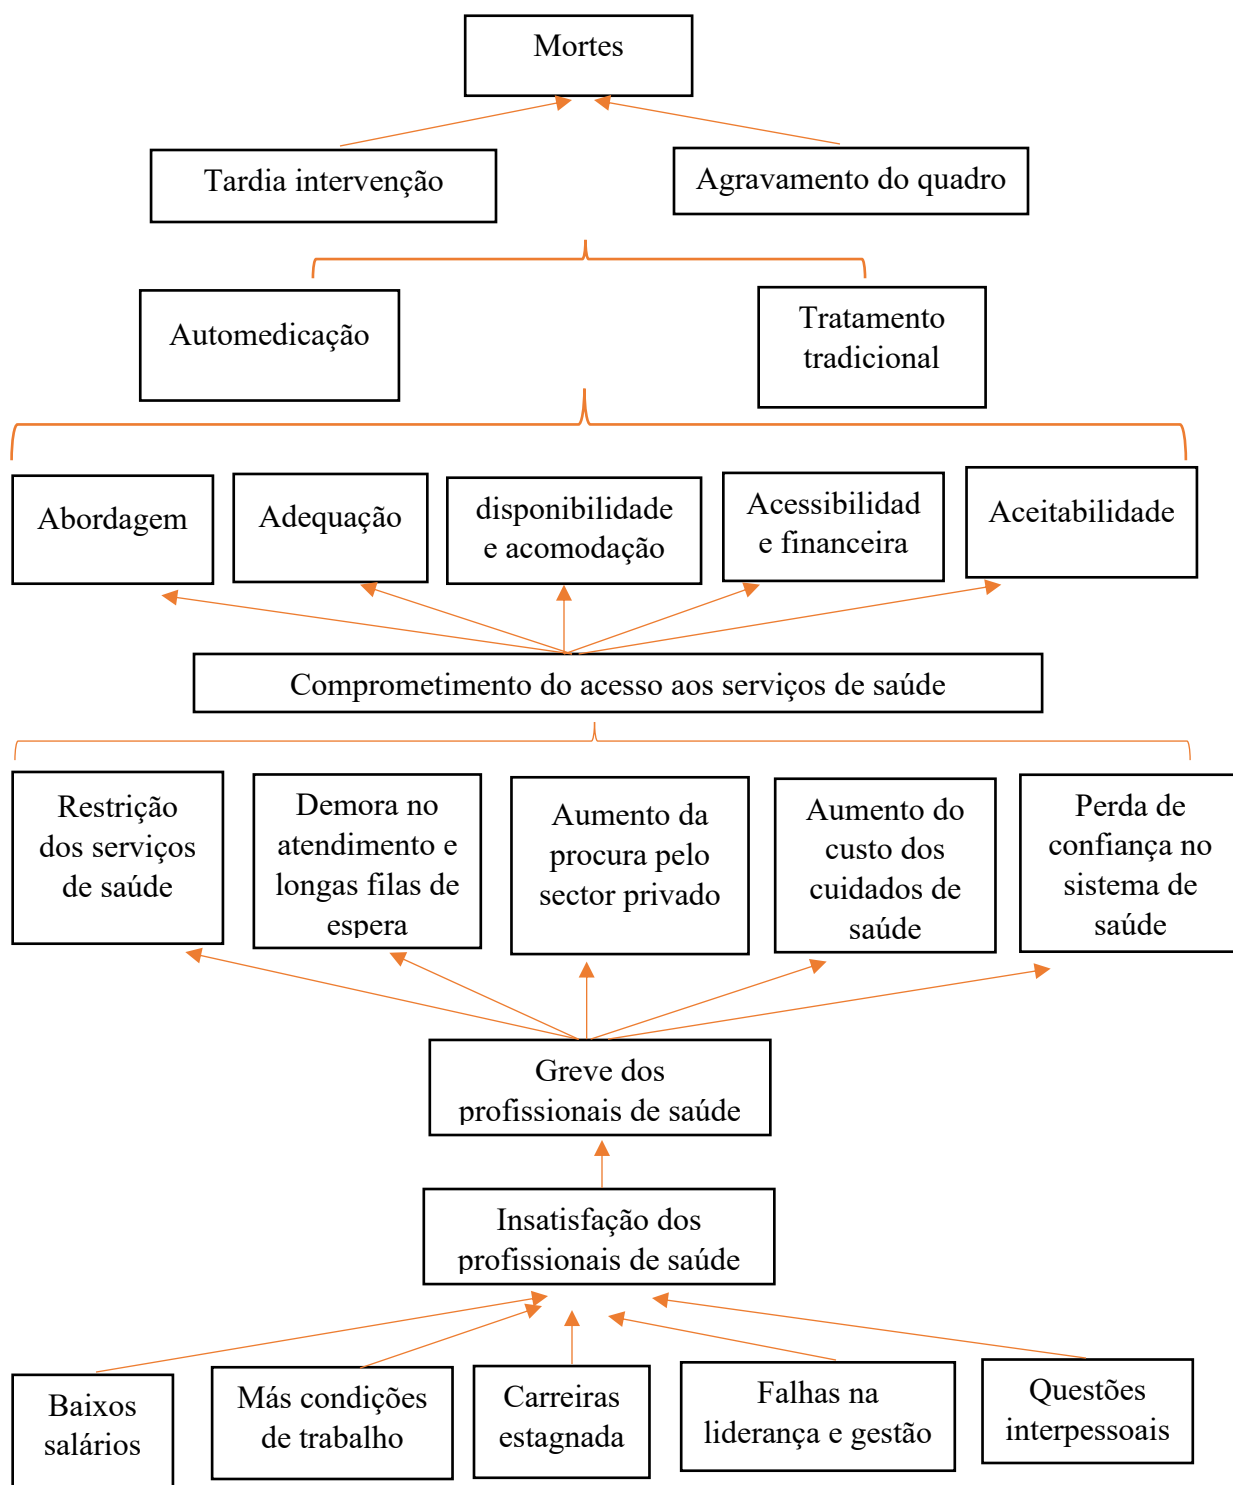 Mortes
Tardia intervenção
Agravamento do quadro
Automedicação
Tratamento
tradicional
Abordagem
Adequação
disponibilidade
e acomodação
Acessibilidad
e financeira
Aceitabilidade
Comprometimento do acesso aos serviços de saúde
Restrição
dos serviços
de saúde
Demora no
atendimento e
longas filas de
espera
Aumento da
procura pelo
sector privado
Aumento do
custo dos
cuidados de
saúde
Perda de
confiança no
sistema de
saúde
Greve dos
profissionais de saúde
Insatisfação dos
profissionais de saúde
Baixos
salários
Más condições
de trabalho
Carreiras
estagnada
Falhas na
liderança e gestão
Questões
interpessoais